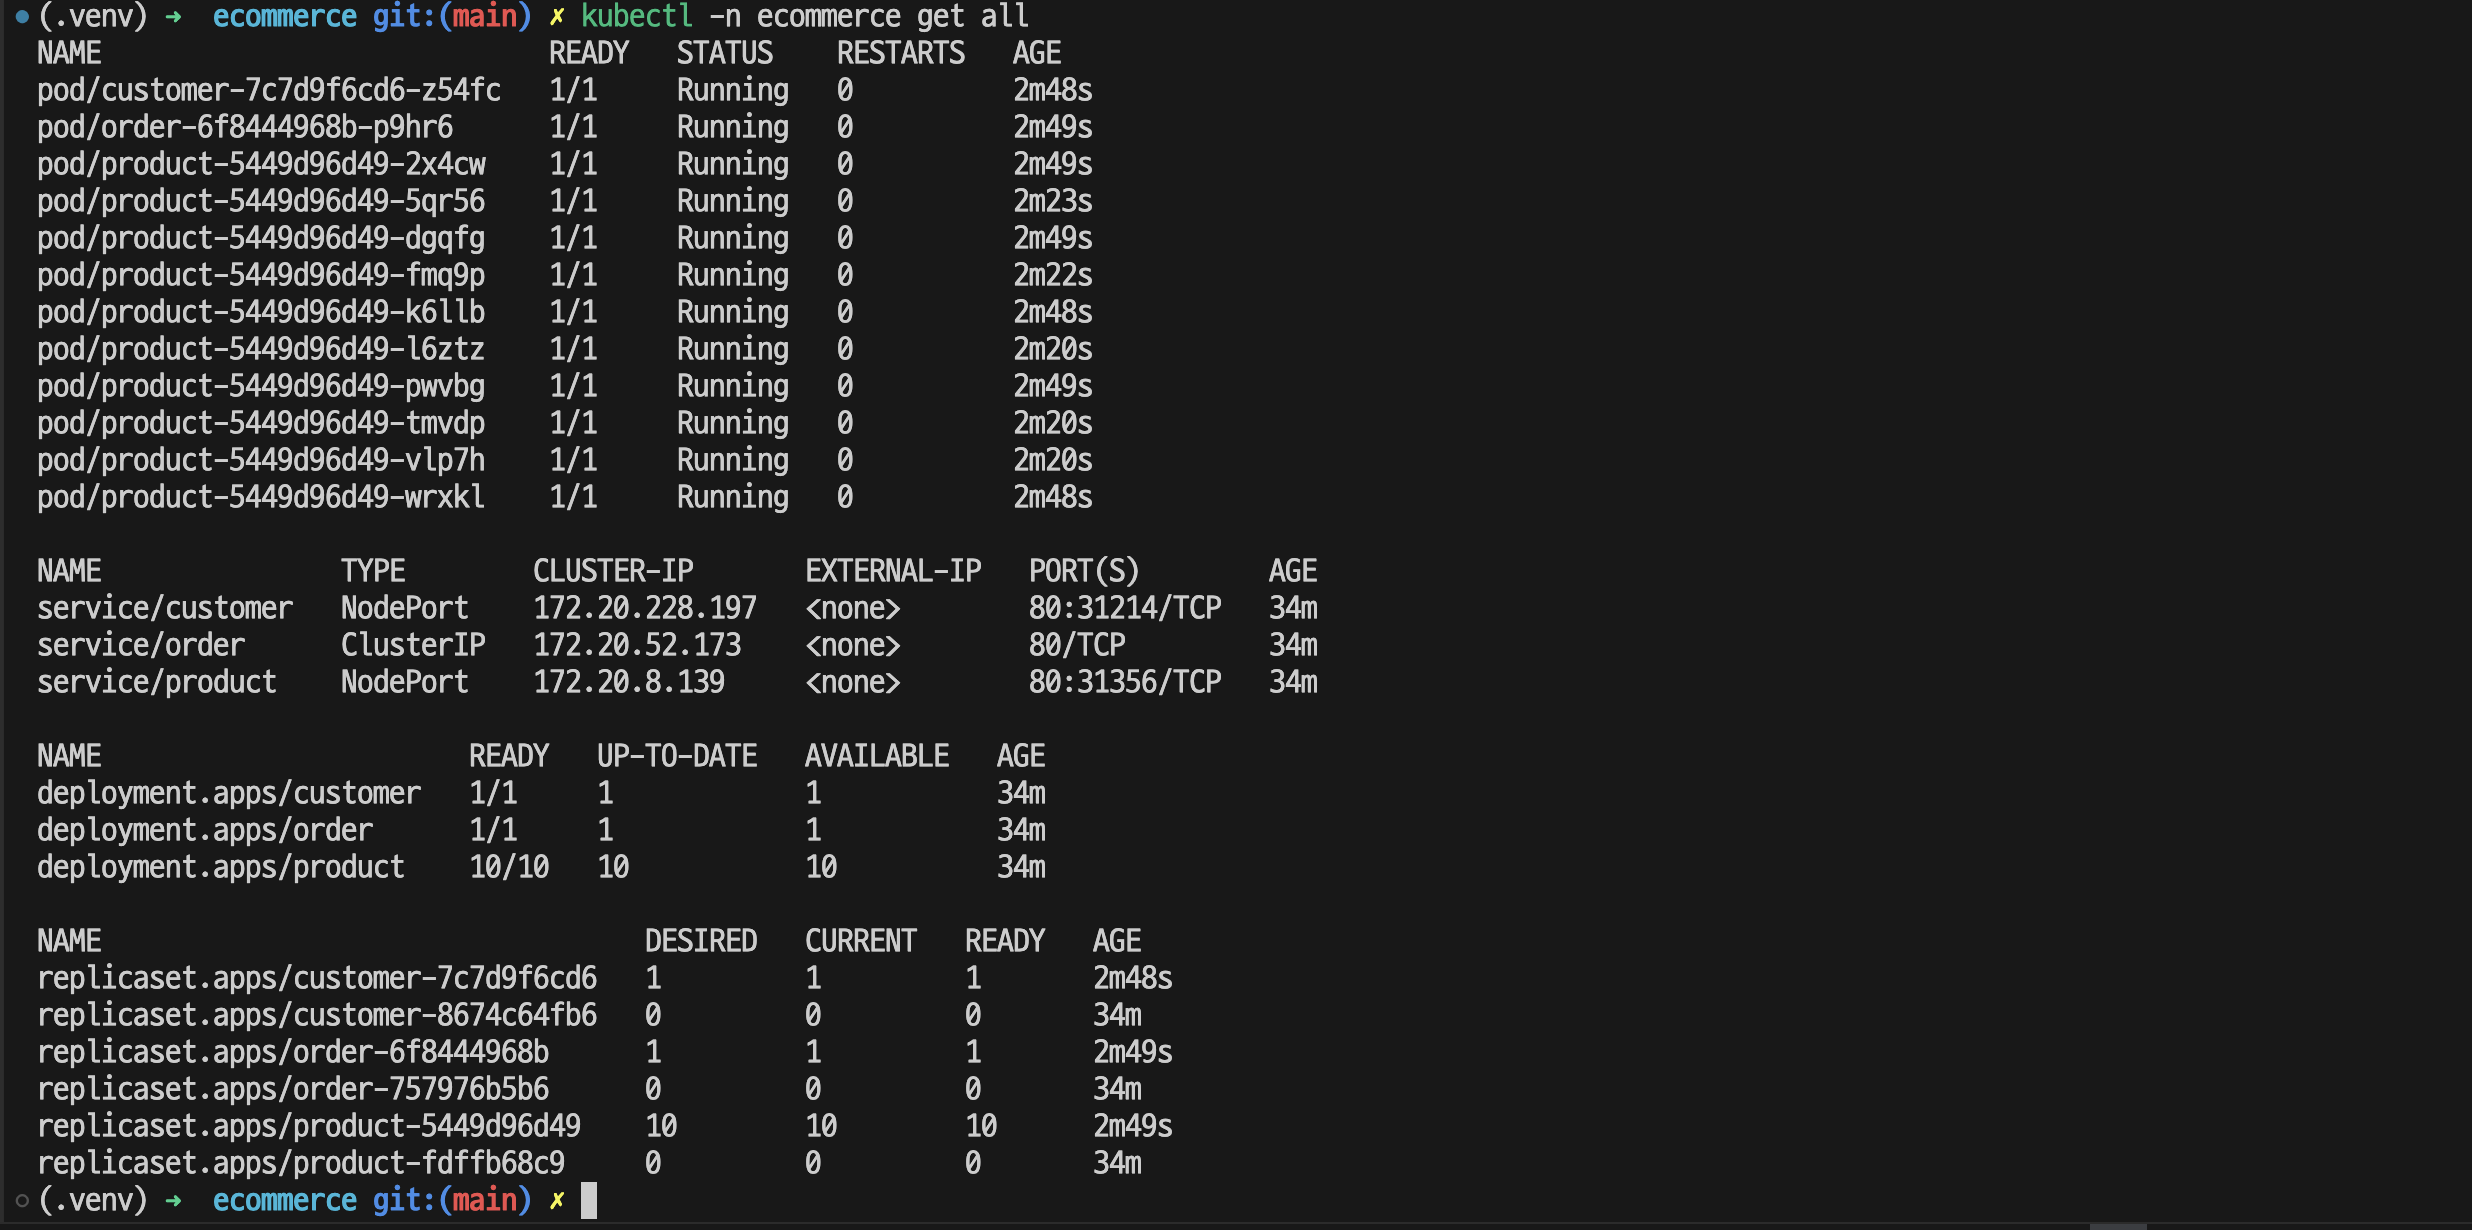 (.venv) ➜  ecommerce git:(main) ✗ kubectl -n ecommerce get all
NAME                            READY   STATUS    RESTARTS   AGE
pod/customer-7c7d9f6cd6-z54fc   1/1     Running   0          2m48s
pod/order-6f8444968b-p9hr6      1/1     Running   0          2m49s
pod/product-5449d96d49-2x4cw    1/1     Running   0          2m49s
pod/product-5449d96d49-5qr56    1/1     Running   0          2m23s
pod/product-5449d96d49-dgqfg    1/1     Running   0          2m49s
pod/product-5449d96d49-fmq9p    1/1     Running   0          2m22s
pod/product-5449d96d49-k6llb    1/1     Running   0          2m48s
pod/product-5449d96d49-l6ztz    1/1     Running   0          2m20s
pod/product-5449d96d49-pwvbg    1/1     Running   0          2m49s
pod/product-5449d96d49-tmvdp    1/1     Running   0          2m20s
pod/product-5449d96d49-vlp7h    1/1     Running   0          2m20s
pod/product-5449d96d49-wrxkl    1/1     Running   0          2m48s
NAME               TYPE        CLUSTER-IP       EXTERNAL-IP   PORT(S)        AGE
service/customer   NodePort    172.20.228.197   <none>        80:31214/TCP   34m
service/order      ClusterIP   172.20.52.173    <none>        80/TCP         34m
service/product    NodePort    172.20.8.139     <none>        80:31356/TCP   34m
NAME                       READY   UP-TO-DATE   AVAILABLE   AGE
deployment.apps/customer   1/1     1            1           34m
deployment.apps/order      1/1     1            1           34m
deployment.apps/product    10/10   10           10          34m
NAME                                  DESIRED   CURRENT   READY   AGE
replicaset.apps/customer-7c7d9f6cd6   1         1         1       2m48s
replicaset.apps/customer-8674c64fb6   0         0         0       34m
replicaset.apps/order-6f8444968b      1         1         1       2m49s
replicaset.apps/order-757976b5b6      0         0         0       34m
replicaset.apps/product-5449d96d49    10        10        10      2m49s
replicaset.apps/product-fdffb68c9     0         0         0       34m
(.venv) ➜  ecommerce git:(main) ✗